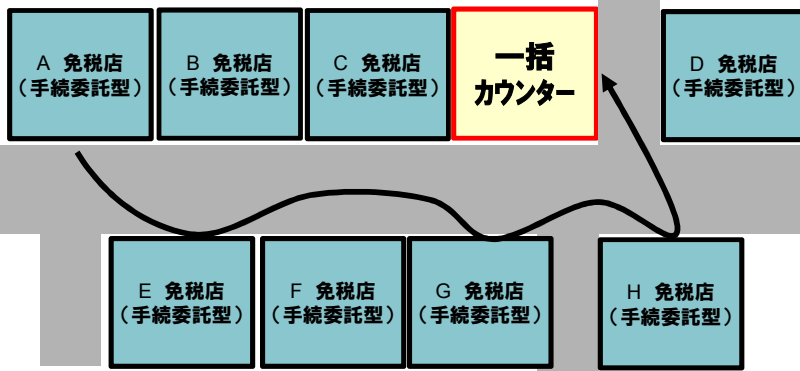 A 免税店
（手続委託型）
B 免税店
（手続委託型）
C 免税店
（手続委託型）
一括
カウンター
D 免税店
（手続委託型）
E 免税店
（手続委託型）
F 免税店
（手続委託型）
G 免税店
（手続委託型）
H 免税店
（手続委託型）